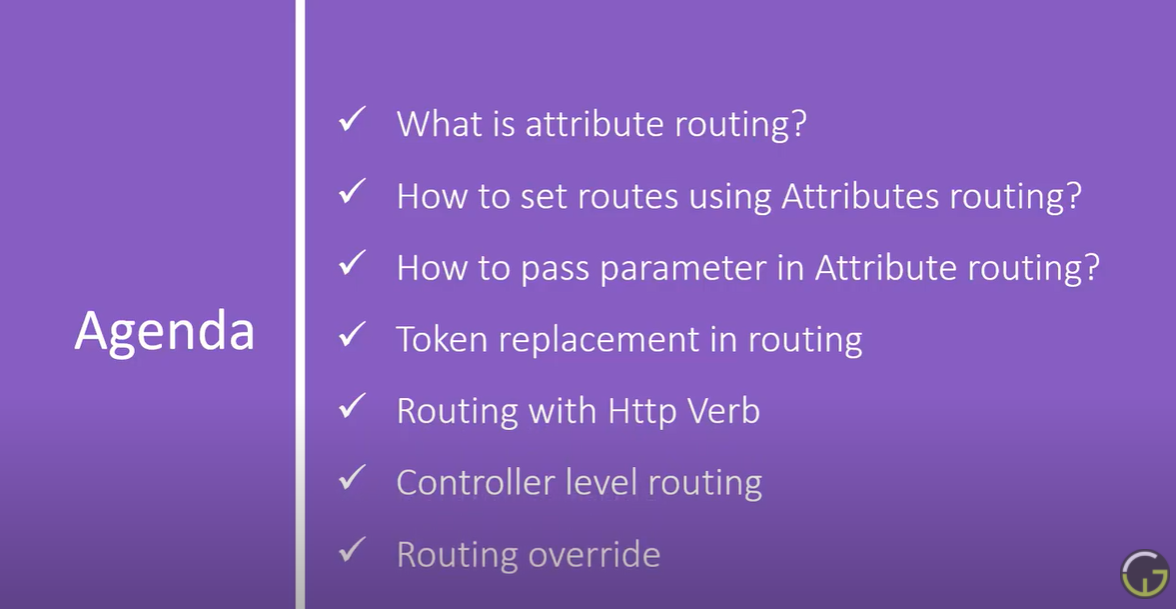 Agenda
What is attribute routing?
How to set routes using Attributes routing?
How to pass parameter in Attribute routing?
Token replacement in routing
Routing with Http Verb
Controller level routing
Routing override